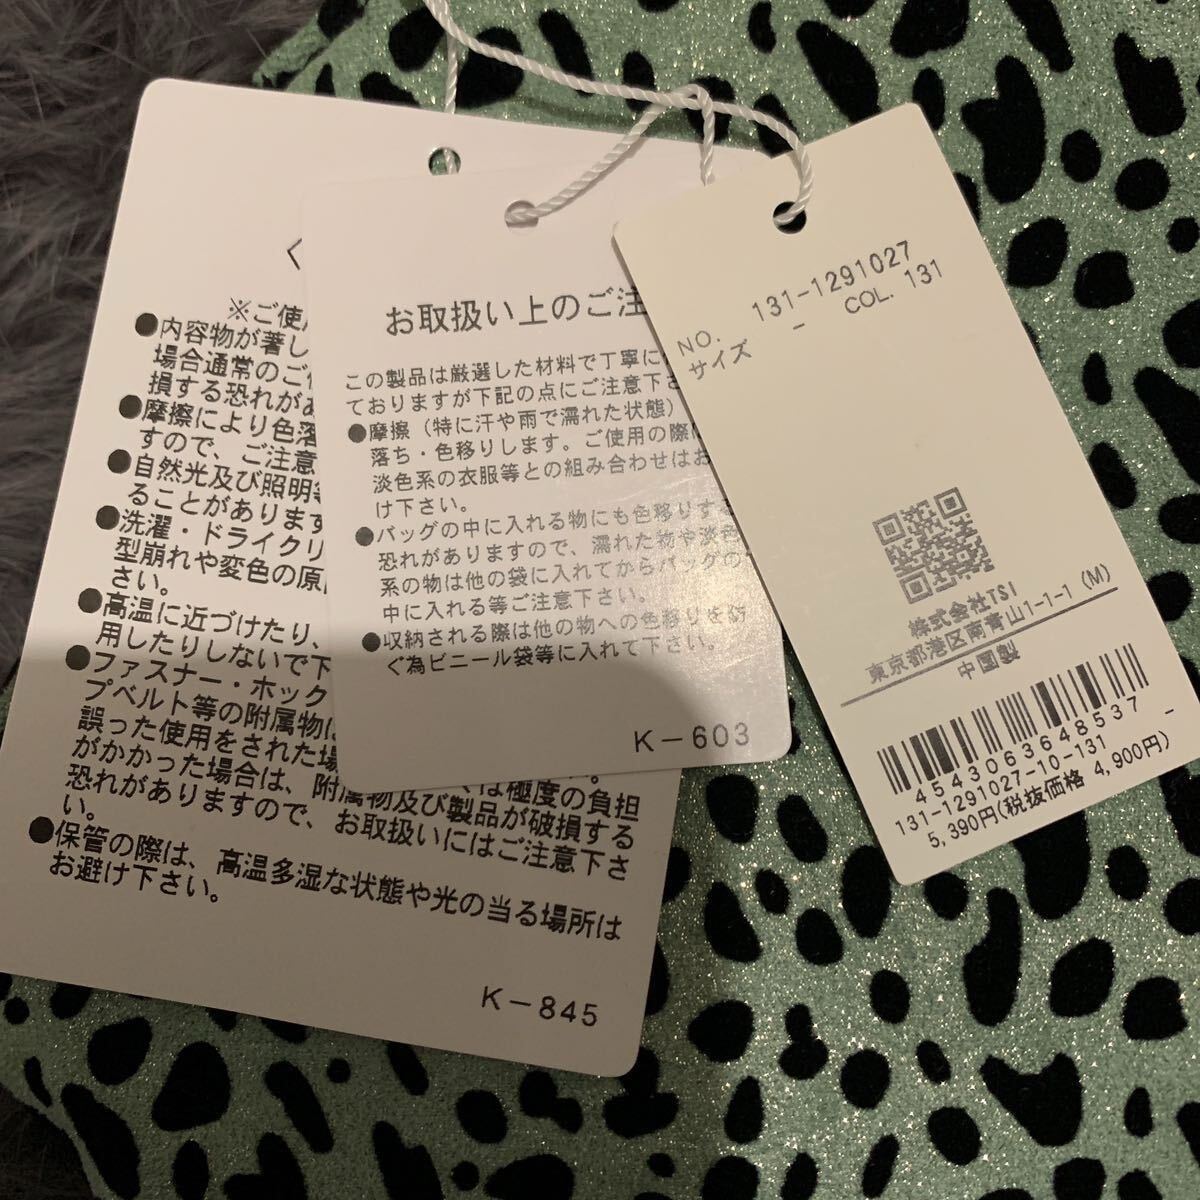 ※ご使
●内容物が著し
場合通常のご
損する恐れが
●摩擦により色落
すので、ご注意
●自然光及び照明等
ることがあります
●洗濯・ドライクリ
型崩れや変色の原
さい。
●高温に近づけたり、
用したりしないで下
●ファスナー・ホック
プベルト等の附属物は
誤った使用をされた場
がかかった場合は、附属物及び製品が破損する
は極度の負担
恐れがありますので、お取扱いにはご注意下さ
い。
●保管の際は、高温多湿な状態や光の当る場所は
お避け下さい。
K-845
お取扱い上のご注
この製品は厳選した材料で丁寧に
ておりますが下記の点にご注意下さ
●摩擦（特に汗や雨で濡れた状態）
落ち・色移りします。ご使用の際は
淡色系の衣服等との組み合わせはお
け下さい。
●バッグの中に入れる物にも色移りする
恐れがありますので、濡れた物や淡色
系の物は他の袋に入れてからバッグの
中に入れる等ご注意下さい。
●収納される際は他の物への色移りを防
ぐ為ビニール袋等に入れて下さい。
K-603
NO. 131-1291027
サイズ - COL. 131
株式会社TSI
東京都港区南青山1-1-1 (M)
中国製
4543063648537 -
131-1291027-10-131
5,390円(税抜価格 4,900円)